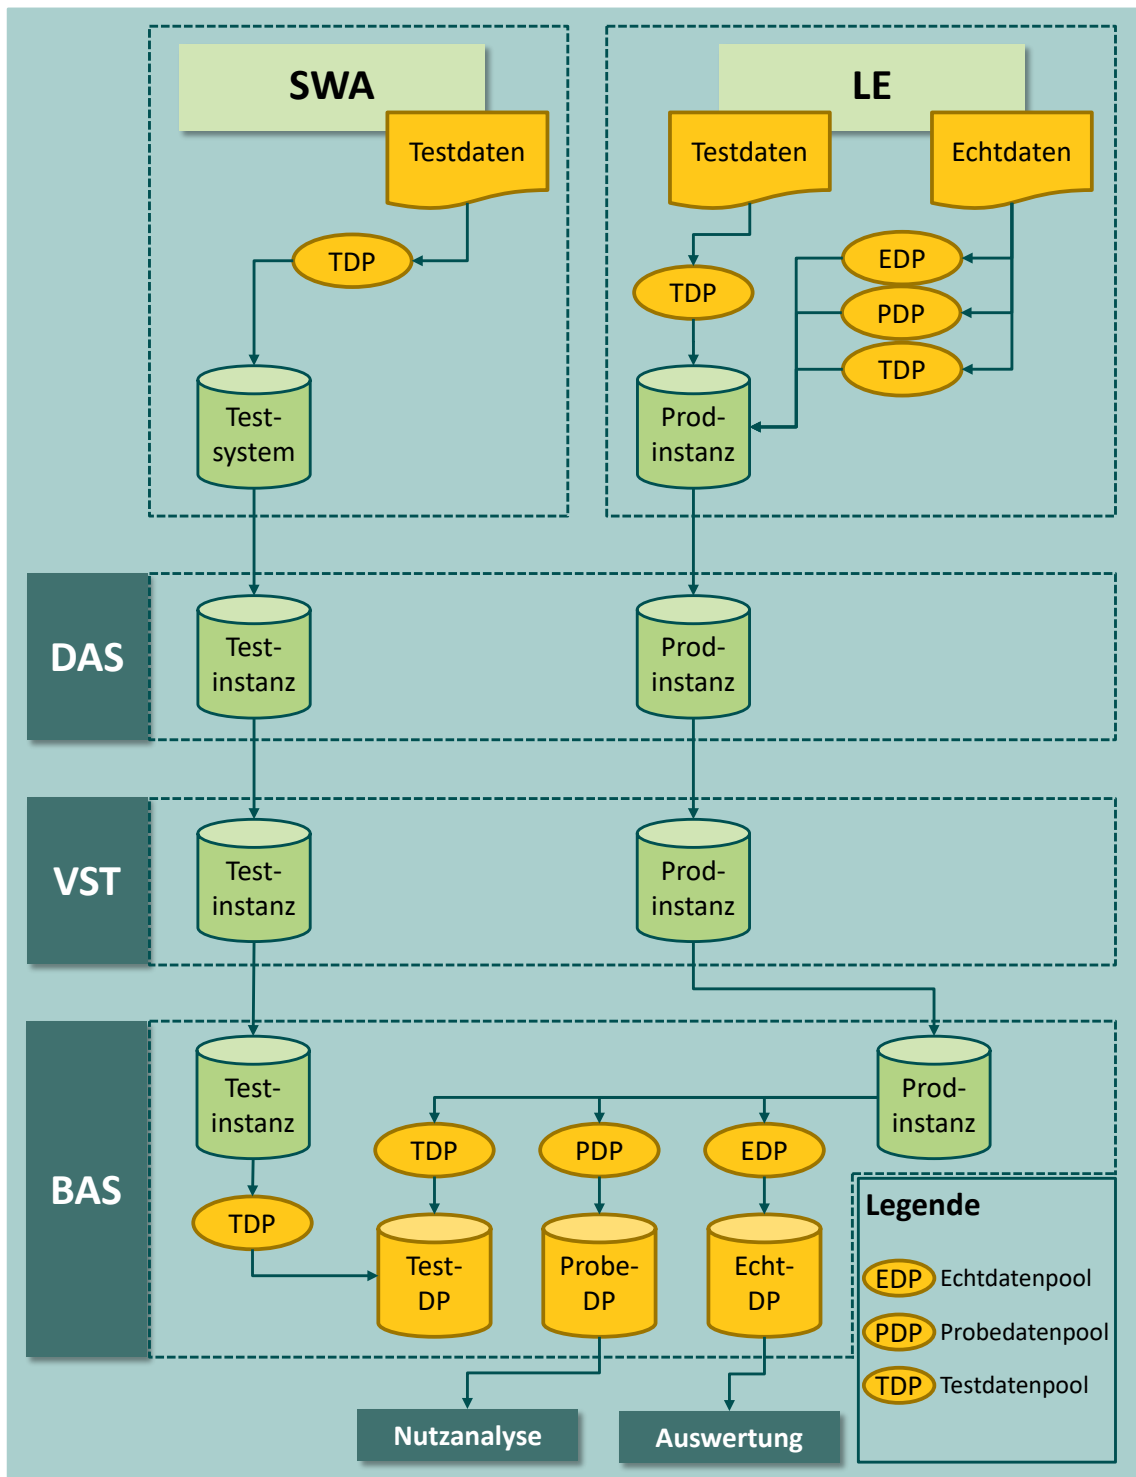 SWA
LE
Testdaten
Testdaten
Echtdaten
TDP
TDP
EDP
PDP
TDP
Test-
system
Prod-
instanz
DAS
Test-
instanz
Prod-
instanz
VST
Test-
instanz
Prod-
instanz
BAS
Test-
instanz
Prod-
instanz
TDP
PDP
EDP
TDP
Test-
DP
Probe-
DP
Echt-
DP
Legende
EDP Echtdatenpool
PDP Probedatenpool
TDP Testdatenpool
Nutzanalyse
Auswertung